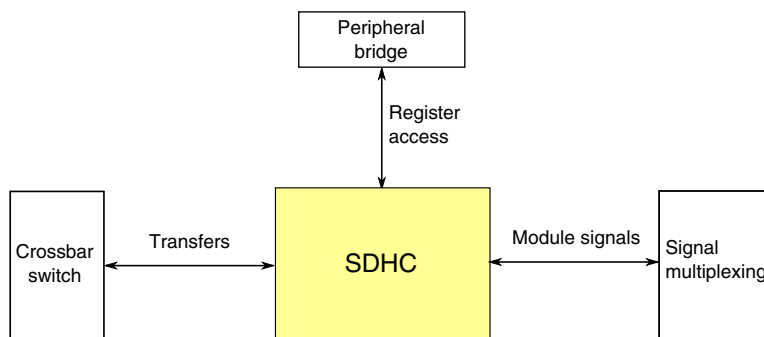 Peripheral
bridge
Register
access
Crossbar
switch
Transfers
SDHC
Module signals
Signal
multiplexing